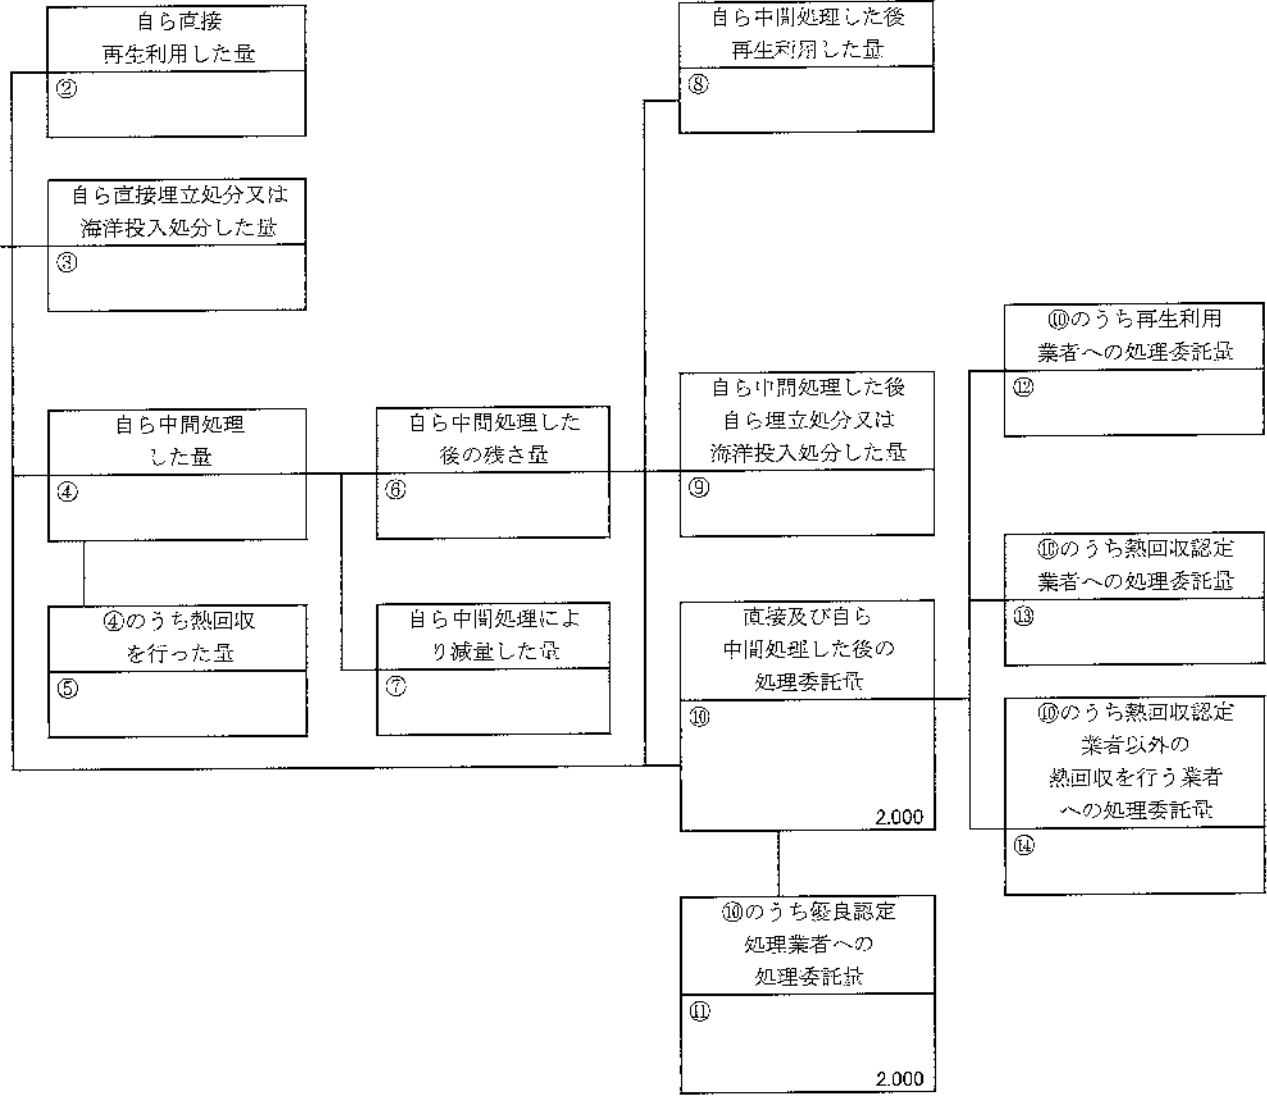 自ら直接
再生利用した量
②
自ら直接埋立処分又は
海洋投入処分した量
③
自ら中間処理
した量
④
④のうち熱回収
を行った量
⑤
自ら中間処理した
後の残さ量
⑥
自ら中間処理によ
り減量した量
⑦
自ら中間処理した後
再生利用した量
⑧
自ら中間処理した後
自ら埋立処分又は
海洋投入処分した量
⑨
直接及び自ら
中間処理した後の
処理委託量
⑩
2.000
⑩のうち優良認定
処理業者への
処理委託量
⑪
2.000
⑩のうち再生利用
業者への処理委託量
⑫
⑩のうち熱回収認定
業者への処理委託量
⑬
⑩のうち熱回収認定
業者以外の
熱回収を行う業者
への処理委託量
⑭